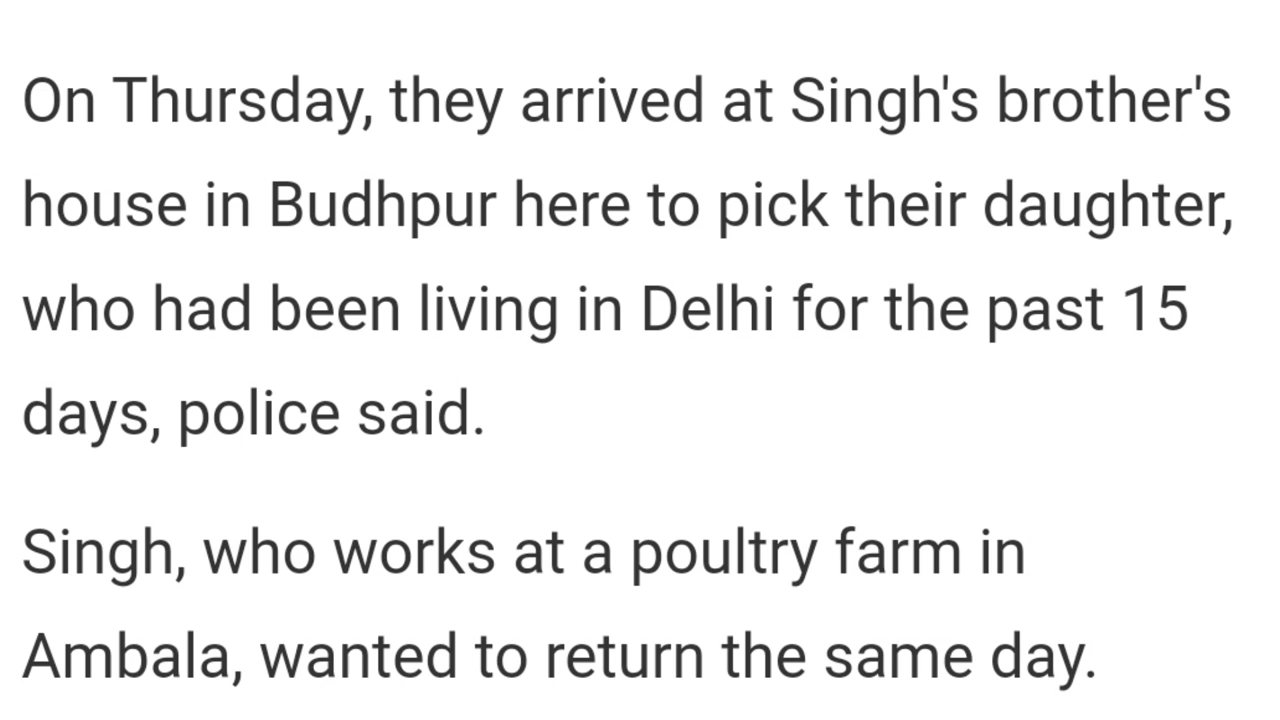 On Thursday, they arrived at Singh's brother's
house in Budhpur here to pick their daughter,
who had been living in Delhi for the past 15
days, police said.
Singh, who works at a poultry farm in
Ambala, wanted to return the same day.